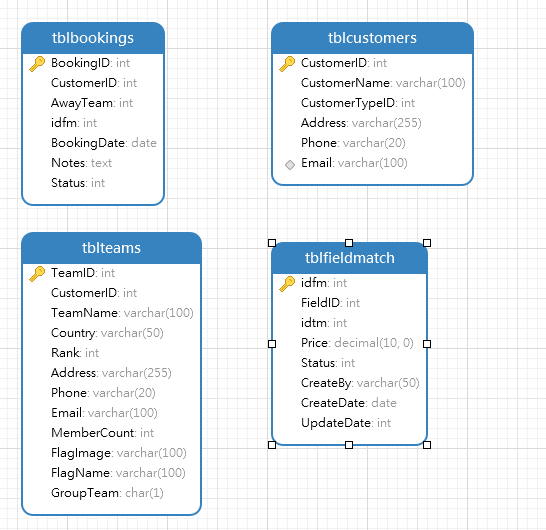 tblbookings
BookingID: int
CustomerID: int
AwayTeam: int
idfm: int
BookingDate: date
Notes: text
Status: int
tblcustomers
CustomerID: int
CustomerName: varchar(100)
CustomerTypeID: int
Address: varchar(255)
Phone: varchar(20)
Email: varchar(100)
tblteams
TeamID: int
CustomerID: int
TeamName: varchar(100)
Country: varchar(50)
Rank: int
Address: varchar(255)
Phone: varchar(20)
Email: varchar(100)
MemberCount: int
FlagImage: varchar(100)
FlagName: varchar(100)
GroupTeam: char(1)
tblfieldmatch
idfm: int
FieldID: int
idtm: int
Price: decimal(10, 0)
Status: int
CreateBy: varchar(50)
CreateDate: date
UpdateDate: int